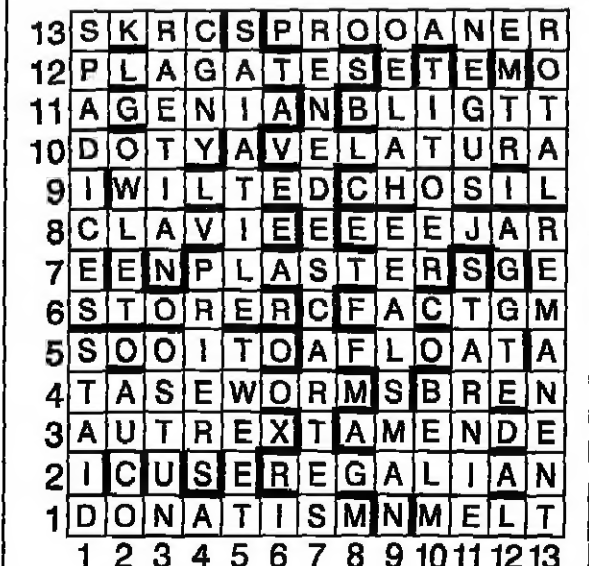 13 S K R C S P R O O A N E R
12 P L A G A T E S E T E M O
11 A G E N I A N B L I G T T
10 D O T Y A V E L A T U R A
9 I W I L T E D C H O S I L
8 C L A V I E E E E E J A R
7 E E N P L A S T E R S G E
6 S T O R E R C F A C T G M
5 S O O I T O A F L O A T A
4 T A S E W O R M S B R E N
3 A U T R E X T A M E N D E
2 I C U S E R E G A L I A N
1 D O N A T I S M N M E L T
1 2 3 4 5 6 7 8 9 10 11 12 13